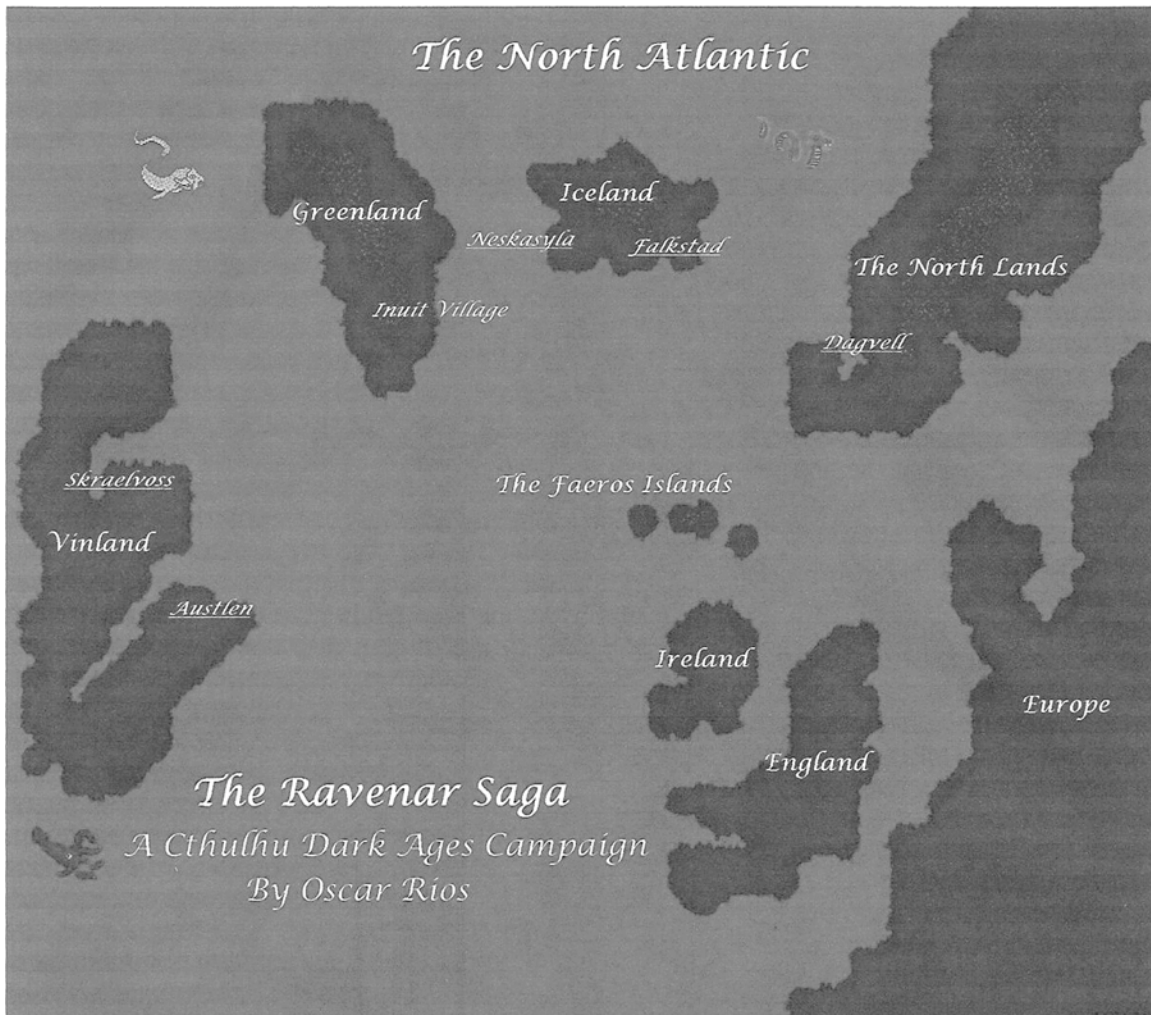 The North Atlantic
Iceland
Greenland
Neskasyla
Falkstad
The North Lands
Inuit Village
Dagvell
Skraelvoss
The Faeros Islands
Vinland
Austlen
Ireland
Europe
England
The Ravenar Saga
A Cthulhu Dark Ages Campaign
By Oscar Rios